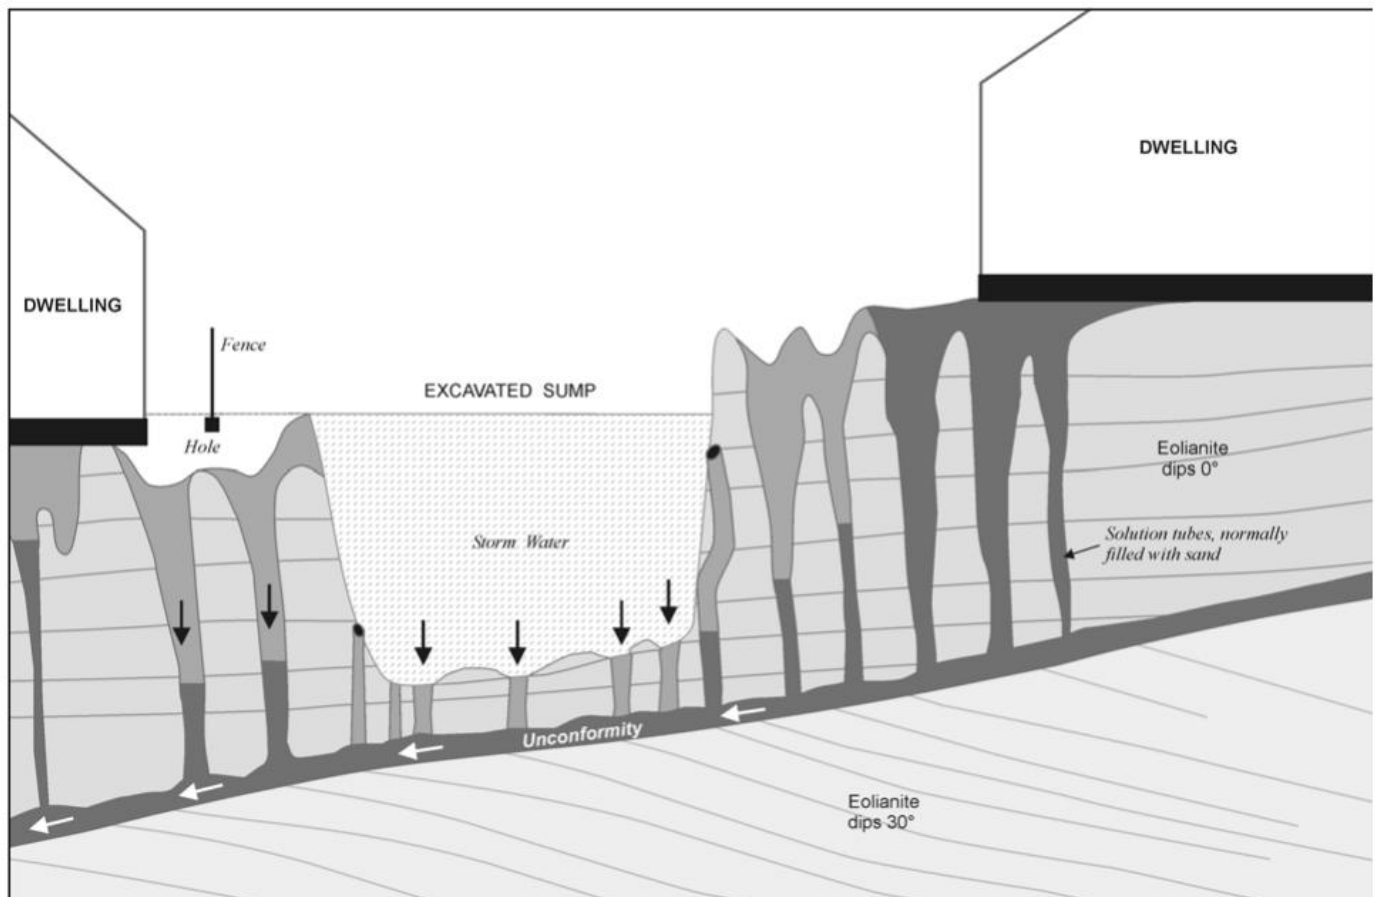 DWELLING
DWELLING
Fence
EXCAVATED SUMP
Hole
Eolianite
dips 0°
Storm Water
Solution tubes, normally
filled with sand
Unconformity
Eolianite
dips 30°